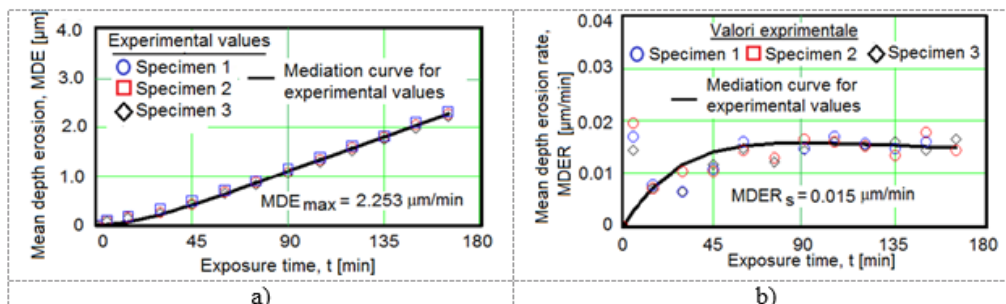 4.0
3.0
2.0
1.0
0
Mean depth erosion, MDE [µm]
Experimental values
Specimen 1
Specimen 2
Specimen 3
Mediation curve for
experimental values
MDE max = 2.253 µm/min
0 45 90 135 180
Exposure time, t [min]
a)
0.04
0.03
0.02
0.01
0
Mean depth erosion rate,
MDER [µm/min]
Valori exprimentale
Specimen 1 Specimen 2 Specimen 3
Mediation curve for
experimental values
MDER s = 0.015 µm/min
0 45 90 135 180
Exposure time, t [min]
b)